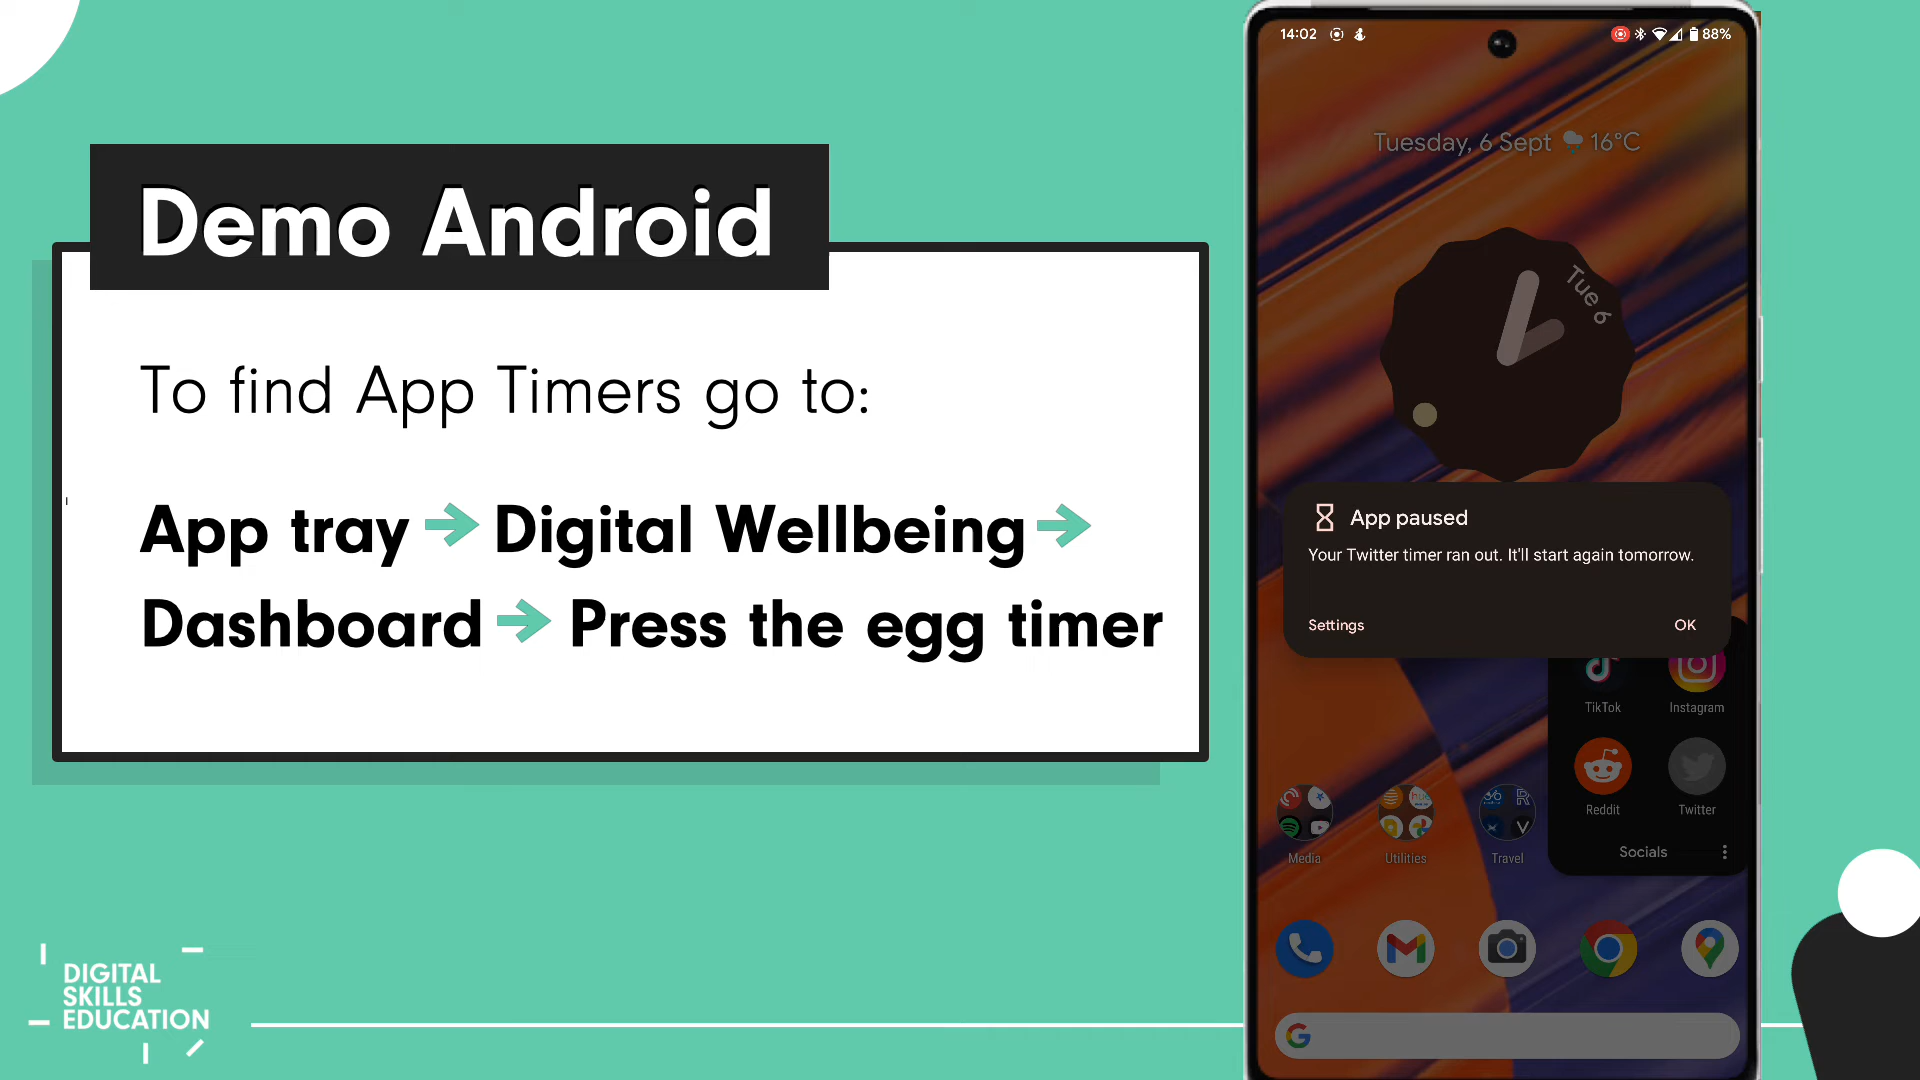 Demo Android
To find App Timers go to:
App tray → Digital Wellbeing →
Dashboard → Press the egg timer
DIGITAL
SKILLS
EDUCATION
14:02
88%
Tuesday, 6 Sept 16°C
Tue 6
App paused
Your Twitter timer ran out. It'll start again tomorrow.
Settings OK
TikTok Instagram
Reddit Twitter
Socials
Media Utilities Travel